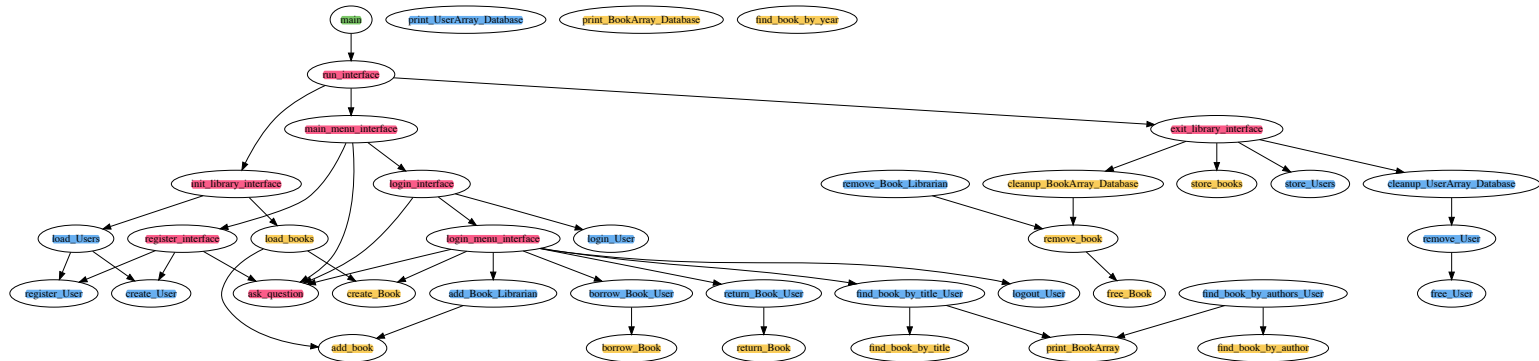 main
print_UserArray_Database
print_BookArray_Database
find_book_by_year
run_interface
main_menu_interface
exit_library_interface
init_library_interface
login_interface
remove_Book_Librarian
cleanup_BookArray_Database
store_books
store_Users
cleanup_UserArray_Database
load_Users
register_interface
load_books
login_menu_interface
login_User
remove_book
remove_User
register_User
create_User
ask_question
create_Book
add_Book_Librarian
borrow_Book_User
return_Book_User
find_book_by_title_User
logout_User
free_Book
find_book_by_authors_User
free_User
add_book
borrow_Book
return_Book
find_book_by_title
print_BookArray
find_book_by_author